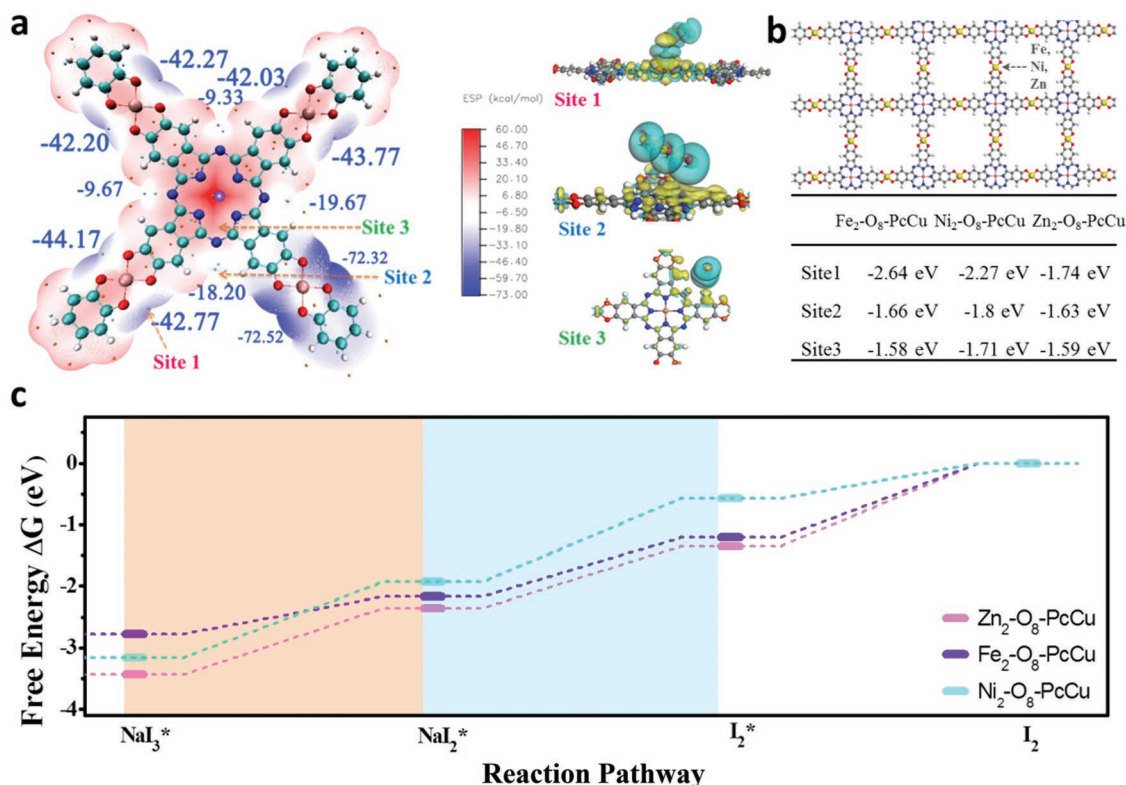 a
-42.27
-42.03
-9.33
-42.20
-43.77
-9.67
-19.67
-44.17
Site 3
-72.32
Site 2
-18.20
-42.77
-72.52
Site 1
ESP (kcal/mol)
60.00
46.70
33.40
20.10
6.80
-6.50
-19.80
-33.10
-46.40
-59.70
-73.00
Site 1
Site 2
Site 3
b
Fe,
Ni,
Zn
Fe₂-O₈-PcCu Ni₂-O₈-PcCu Zn₂-O₈-PcCu
Site1 -2.64 eV -2.27 eV -1.74 eV
Site2 -1.66 eV -1.8 eV -1.63 eV
Site3 -1.58 eV -1.71 eV -1.59 eV
c
Free Energy ΔG (eV)
0
-1
-2
-3
-4
Zn₂-O₈-PcCu
Fe₂-O₈-PcCu
Ni₂-O₈-PcCu
NaI₃* NaI₂* I₂* I₂
Reaction Pathway